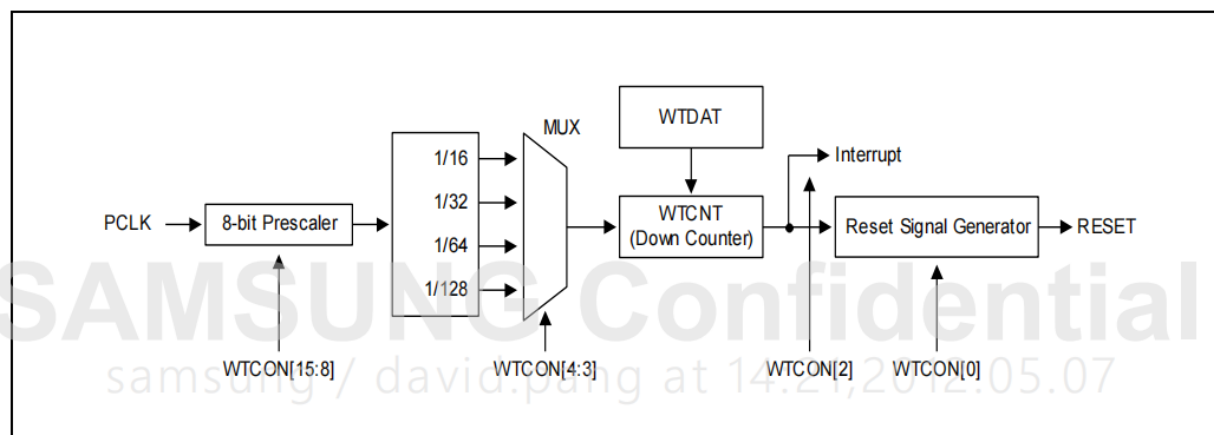 MUX
WTDAT
1/16
Interrupt
1/32
PCLK
8-bit Prescaler
WTCNT
(Down Counter)
Reset Signal Generator
RESET
1/64
1/128
SAMSUNG Confidential
WTCON[15:8]
WTCON[4:3]
WTCON[2]
WTCON[0]
samsung / david.pang at 14:21,2012.05.07